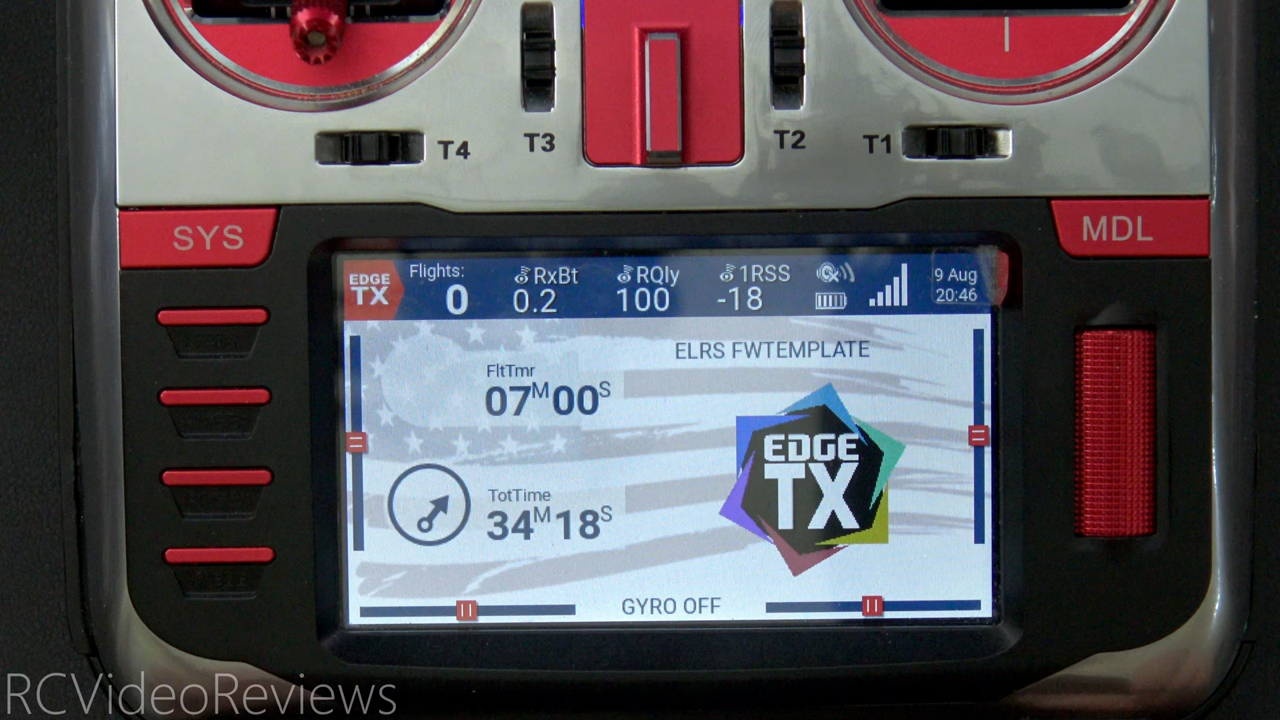 T4
T3
T2
T1
SYS
MDL
EDGE
TX
Flights:
0
RxBt
0.2
RQly
100
1RSS
-18
9 Aug
20:46
ELRS FWTEMPLATE
FltTmr
07M00S
EDGE
TX
TotTime
34M18S
GYRO OFF
RCVideoReviews